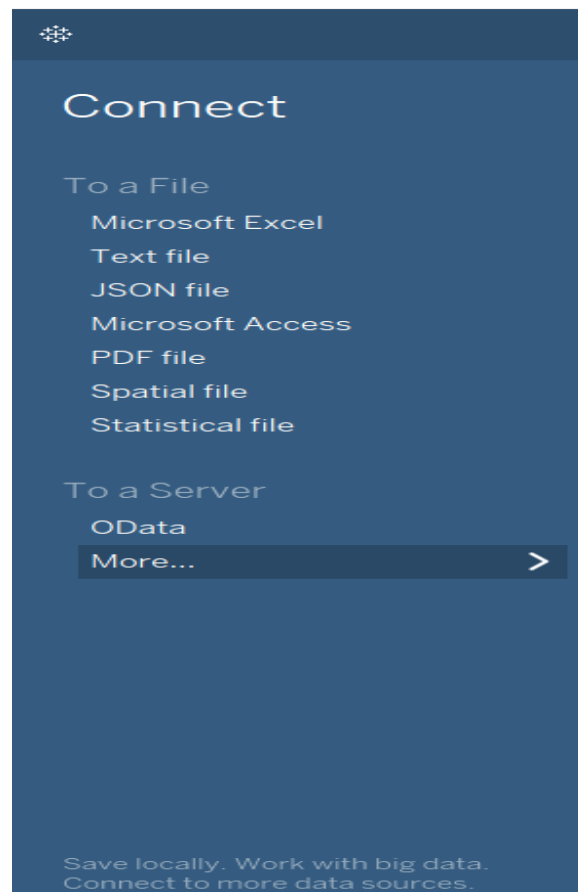 Connect
To a File
Microsoft Excel
Text file
JSON file
Microsoft Access
PDF file
Spatial file
Statistical file
To a Server
OData
More...
Save locally. Work with big data.
Connect to more data sources.